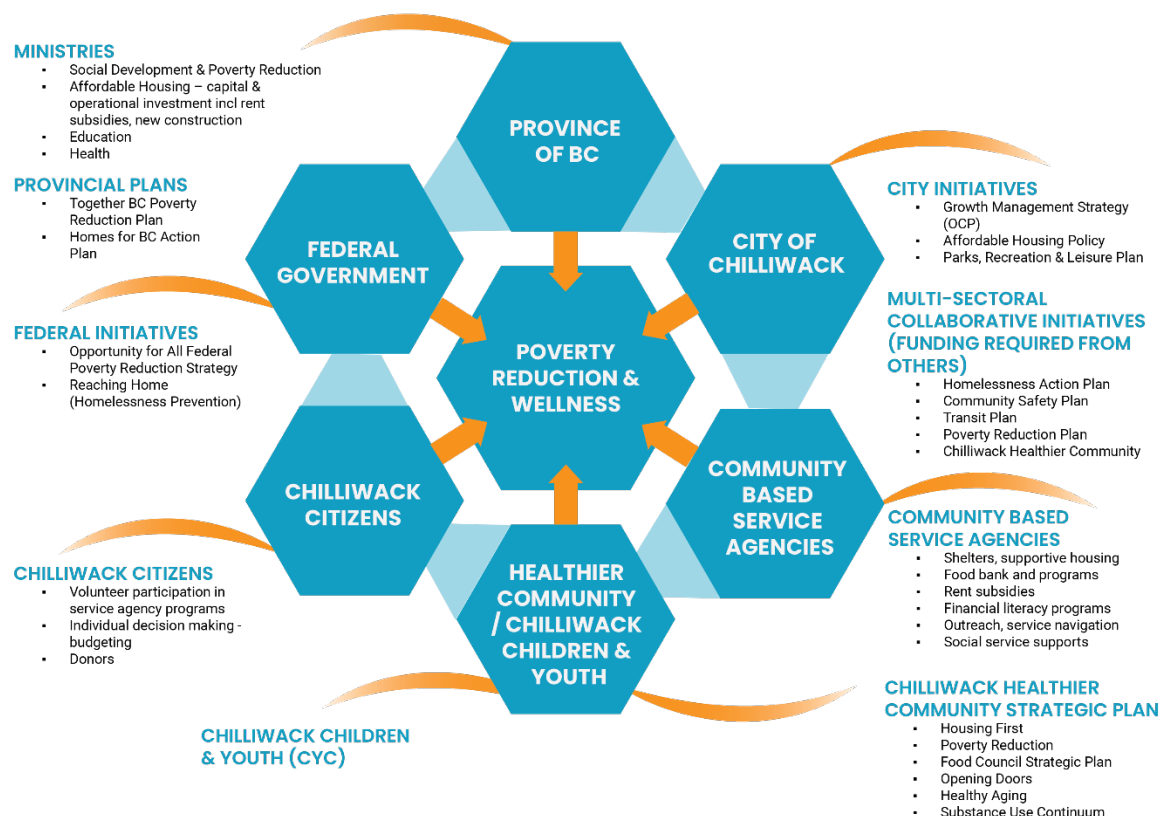 MINISTRIES
▪ Social Development & Poverty Reduction
▪ Affordable Housing – capital &
operational investment incl rent
subsidies, new construction
▪ Education
▪ Health
PROVINCIAL PLANS
▪ Together BC Poverty
Reduction Plan
▪ Homes for BC Action
Plan
FEDERAL INITIATIVES
▪ Opportunity for All Federal
Poverty Reduction Strategy
▪ Reaching Home
(Homelessness Prevention)
CHILLIWACK CITIZENS
▪ Volunteer participation in
service agency programs
▪ Individual decision making -
budgeting
▪ Donors
CHILLIWACK CHILDREN
& YOUTH (CYC)
PROVINCE
OF BC
FEDERAL
GOVERNMENT
CITY OF
CHILLIWACK
POVERTY
REDUCTION &
WELLNESS
CHILLIWACK
CITIZENS
COMMUNITY
BASED
SERVICE
AGENCIES
HEALTHIER
COMMUNITY
/ CHILLIWACK
CHILDREN &
YOUTH
CITY INITIATIVES
▪ Growth Management Strategy
(OCP)
▪ Affordable Housing Policy
▪ Parks, Recreation & Leisure Plan
MULTI-SECTORAL
COLLABORATIVE INITIATIVES
(FUNDING REQUIRED FROM
OTHERS)
▪ Homelessness Action Plan
▪ Community Safety Plan
▪ Transit Plan
▪ Poverty Reduction Plan
▪ Chilliwack Healthier Community
COMMUNITY BASED
SERVICE AGENCIES
▪ Shelters, supportive housing
▪ Food bank and programs
▪ Rent subsidies
▪ Financial literacy programs
▪ Outreach, service navigation
▪ Social service supports
CHILLIWACK HEALTHIER
COMMUNITY STRATEGIC PLAN
▪ Housing First
▪ Poverty Reduction
▪ Food Council Strategic Plan
▪ Opening Doors
▪ Healthy Aging
▪ Substance Use Continuum